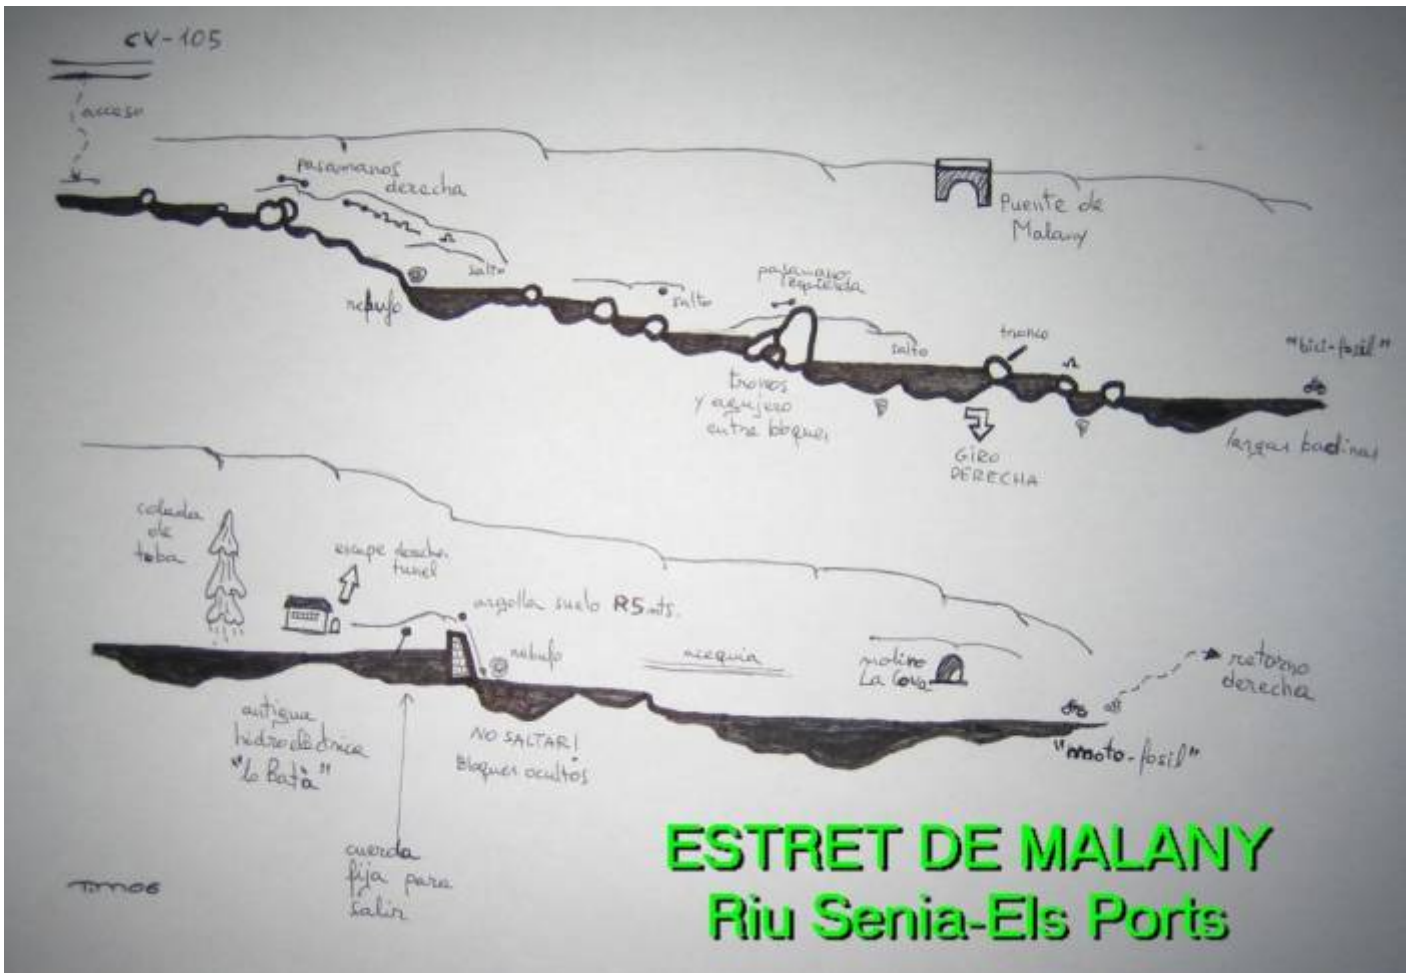 CV-105
acceso
pasamanos
derecha
salto
rebufo
salto
pasamano
izquierda
salto
tronco
Puente de
Malany
"bici-fosil"
largas badinas
troncos
y agujero
entre bloques
GIRO
DERECHA
colada
de
toba
escape derecha
tunel
argolla suelo R5 mts.
rebufo
acequia
molino
La Cova
retorno
derecha
"moto-fosil"
antigua
hidroeléctrica
"lo Batà"
NO SALTAR!
Bloques ocultos
cuerda
fija para
salir
ESTRET DE MALANY
Riu Senia-Els Ports